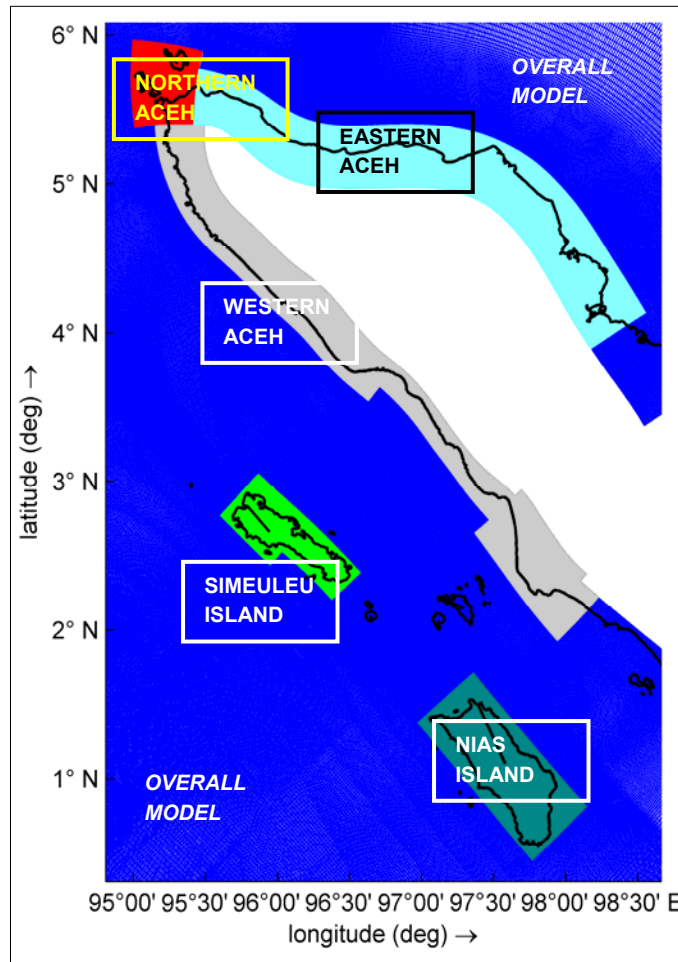 6° N
OVERALL
MODEL
NORTHERN
ACEH
EASTERN
ACEH
5° N
WESTERN
ACEH
4° N
latitude (deg) →
3° N
SIMEULEU
ISLAND
2° N
NIAS
ISLAND
1° N
OVERALL
MODEL
95°00' 95°30' 96°00' 96°30' 97°00' 97°30' 98°00' 98°30' E
longitude (deg) →